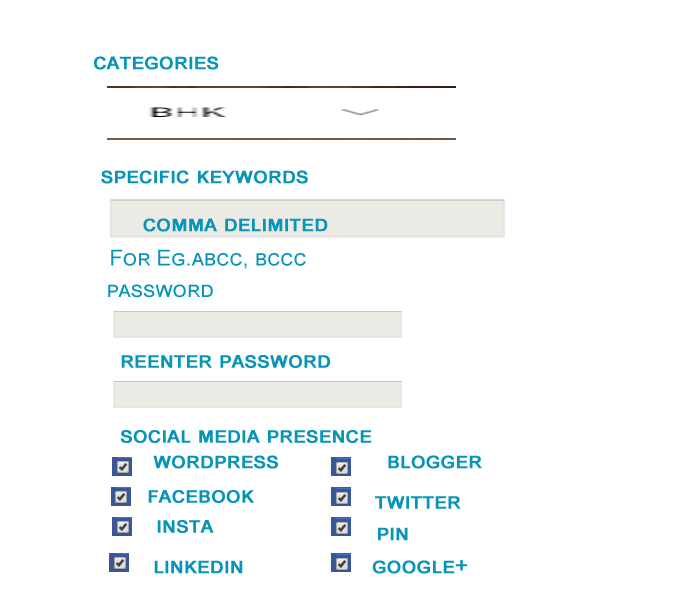 CATEGORIES
BHK
SPECIFIC KEYWORDS
COMMA DELIMITED
FOR EG.ABCC, BCCC
PASSWORD
REENTER PASSWORD
SOCIAL MEDIA PRESENCE
WORDPRESS BLOGGER
FACEBOOK TWITTER
INSTA PIN
LINKEDIN GOOGLE+